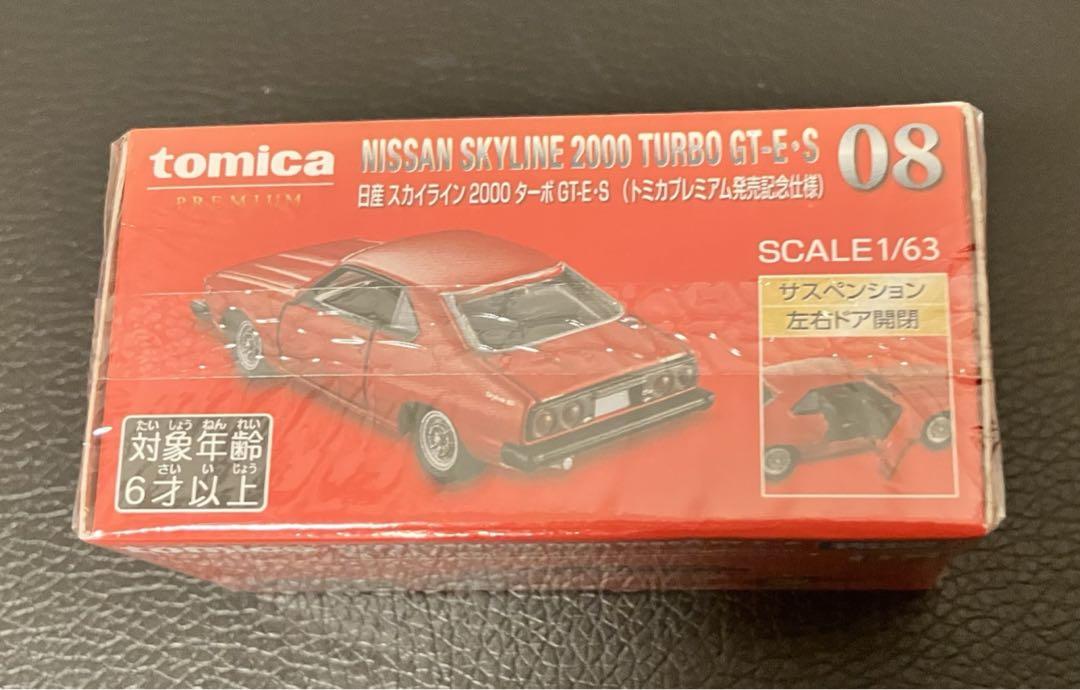 tomica
PREMIUM
NISSAN SKYLINE 2000 TURBO GT-E・S
日産 スカイライン 2000 ターボ GT-E・S （トミカプレミアム発売記念仕様）
08
SCALE 1/63
サスペンション
左右ドア開閉
たい しょう ねん れい
対象年齢
さい い じょう
6才以上